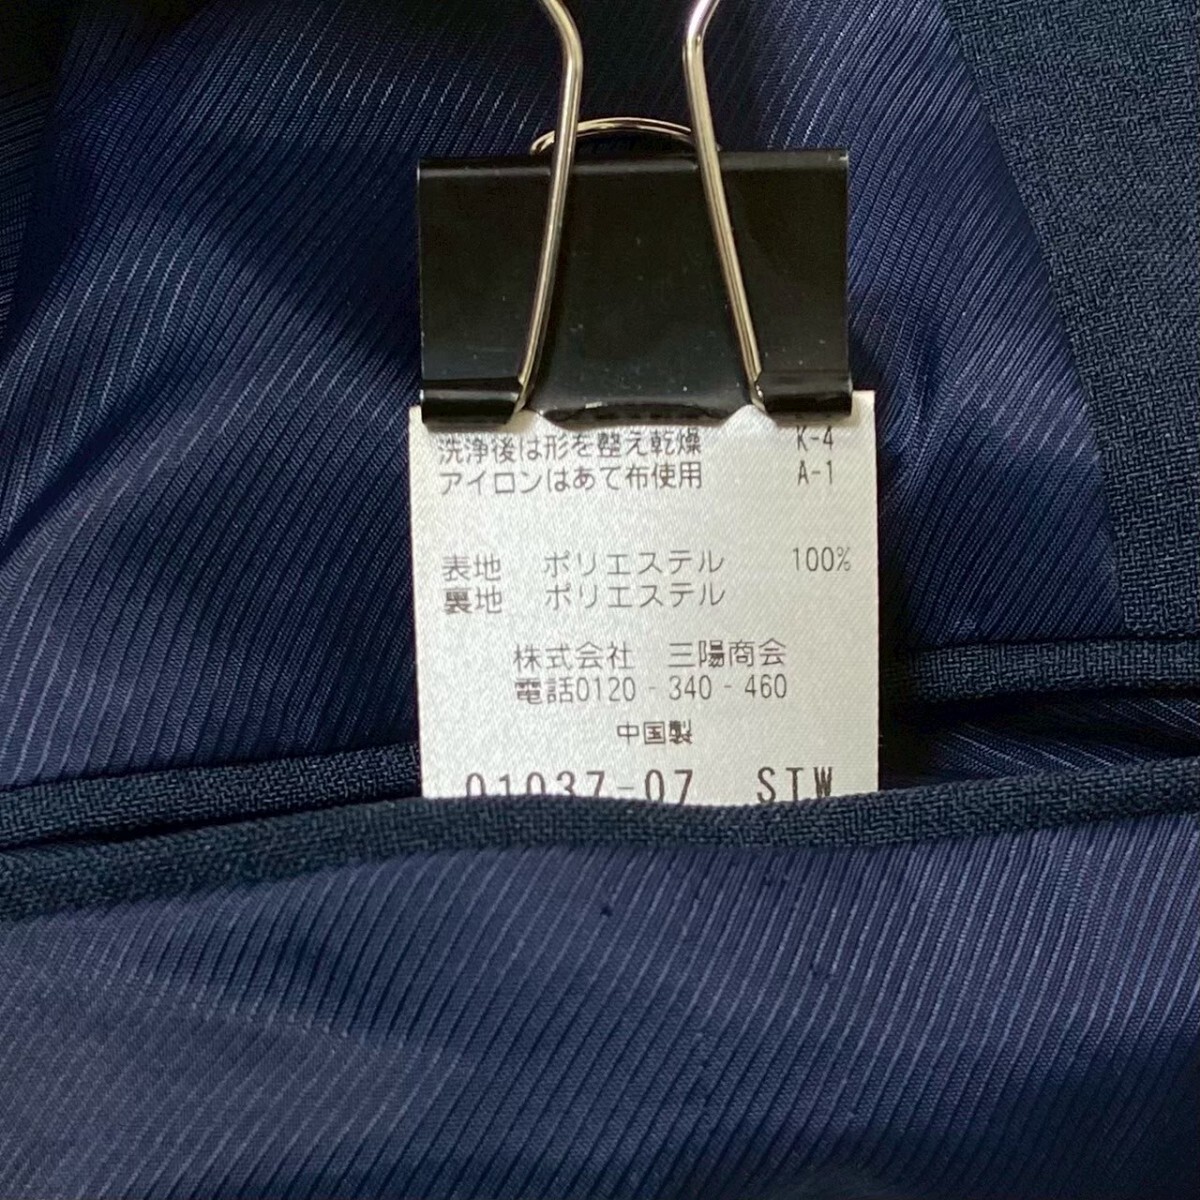 洗浄後は形を整え乾燥 K-4
アイロンはあて布使用 A-1
表地 ポリエステル 100%
裏地 ポリエステル
株式会社 三陽商会
電話0120-340-460
中国製
01037-07 STW